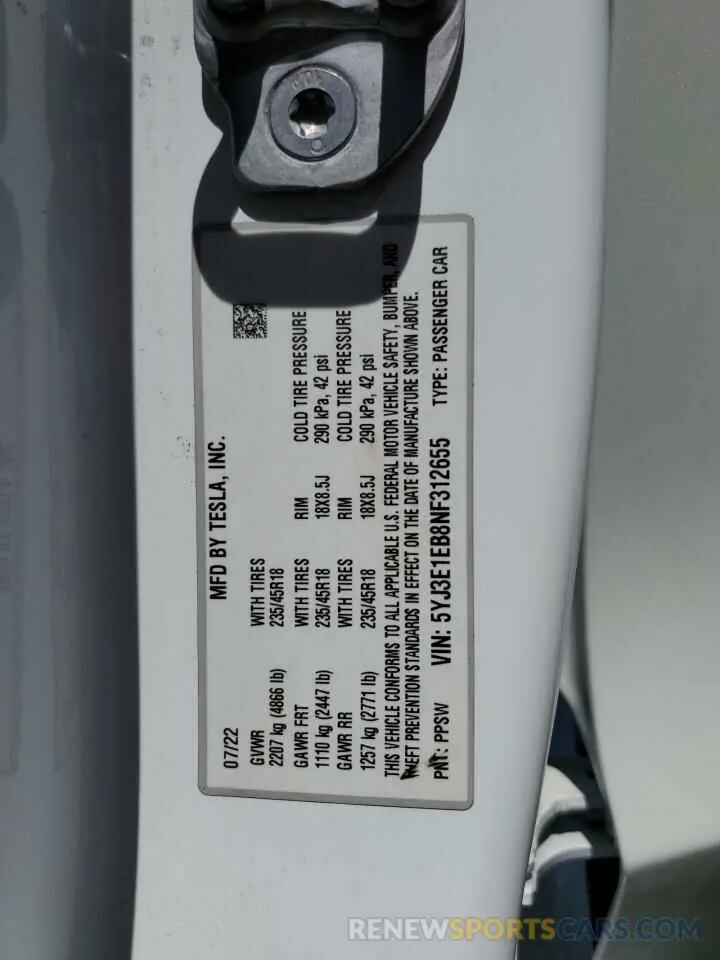 07/22 MFD BY TESLA, INC.
GVWR WITH TIRES
2207 kg (4866 lb) 235/45R18
GAWR FRT WITH TIRES RIM COLD TIRE PRESSURE
1110 kg (2447 lb) 235/45R18 18X8.5J 290 kPa, 42 psi
GAWR RR WITH TIRES RIM COLD TIRE PRESSURE
1257 kg (2771 lb) 235/45R18 18X8.5J 290 kPa, 42 psi
THIS VEHICLE CONFORMS TO ALL APPLICABLE U.S. FEDERAL MOTOR VEHICLE SAFETY, BUMPER, AND
THEFT PREVENTION STANDARDS IN EFFECT ON THE DATE OF MANUFACTURE SHOWN ABOVE.
PNT: PPSW VIN: 5YJ3E1EB8NF312655 TYPE: PASSENGER CAR
RENEWSPORTSCARS.COM